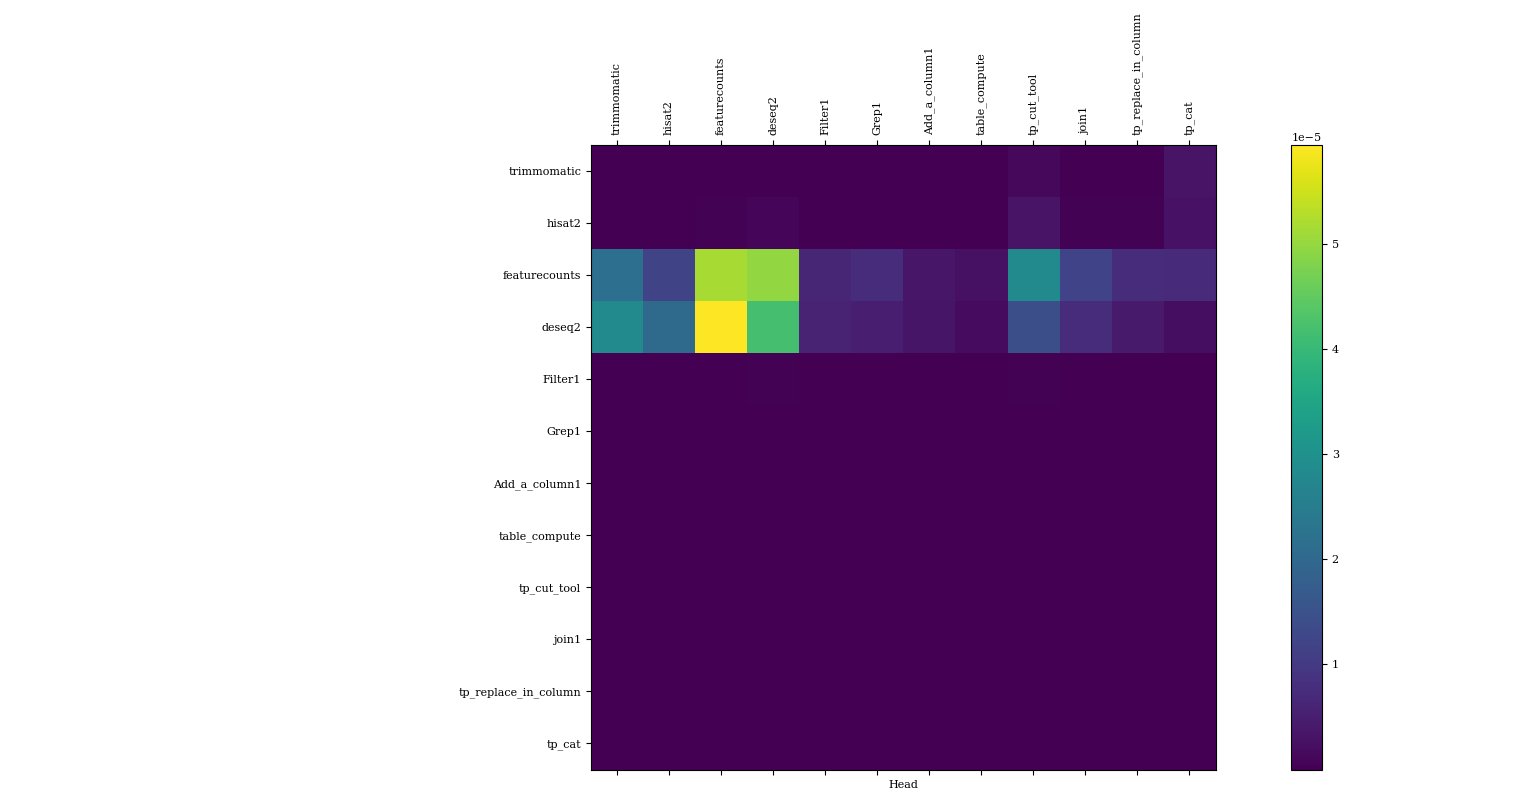 trimmomatic
hisat2
featurecounts
deseq2
Filter1
Grep1
Add_a_column1
table_compute
tp_cut_tool
join1
tp_replace_in_column
tp_cat
1e−5
trimmomatic
hisat2
featurecounts
deseq2
Filter1
Grep1
Add_a_column1
table_compute
tp_cut_tool
join1
tp_replace_in_column
tp_cat
5
4
3
2
1
Head